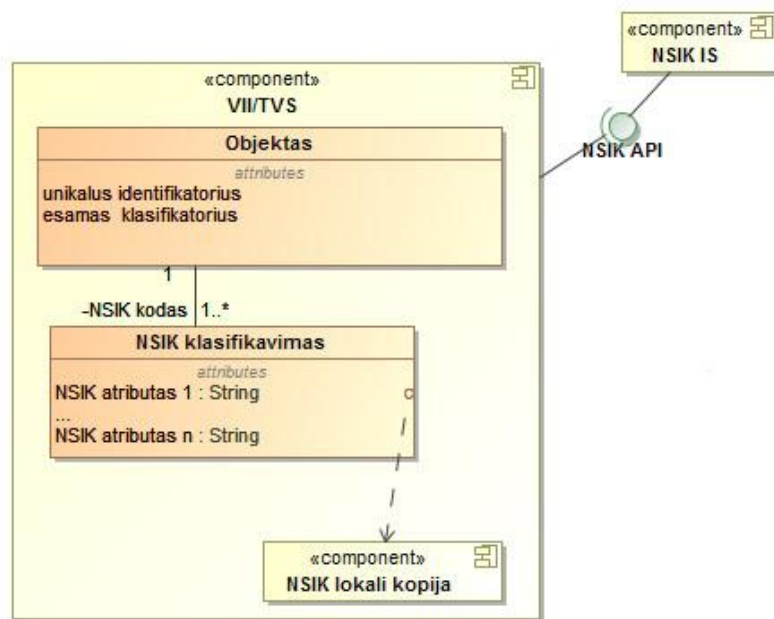 «component»
NSIK IS
«component»
VII/TVS
NSIK API
Objektas
attributes
unikalus identifikatorius
esamas klasifikatorius
1
-NSIK kodas
1..*
NSIK klasifikavimas
attributes
NSIK atributas 1 : String
...
NSIK atributas n : String
«component»
NSIK lokali kopija